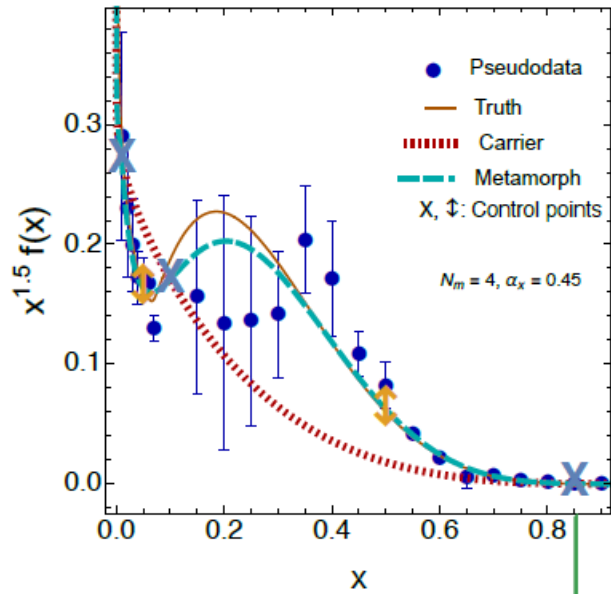 Pseudodata
Truth
Carrier
Metamorph
X, ↕: Control points
N_m = 4, α_x = 0.45
x^1.5 f(x)
0.3
0.2
0.1
0.0
0.0 0.2 0.4 0.6 0.8
x